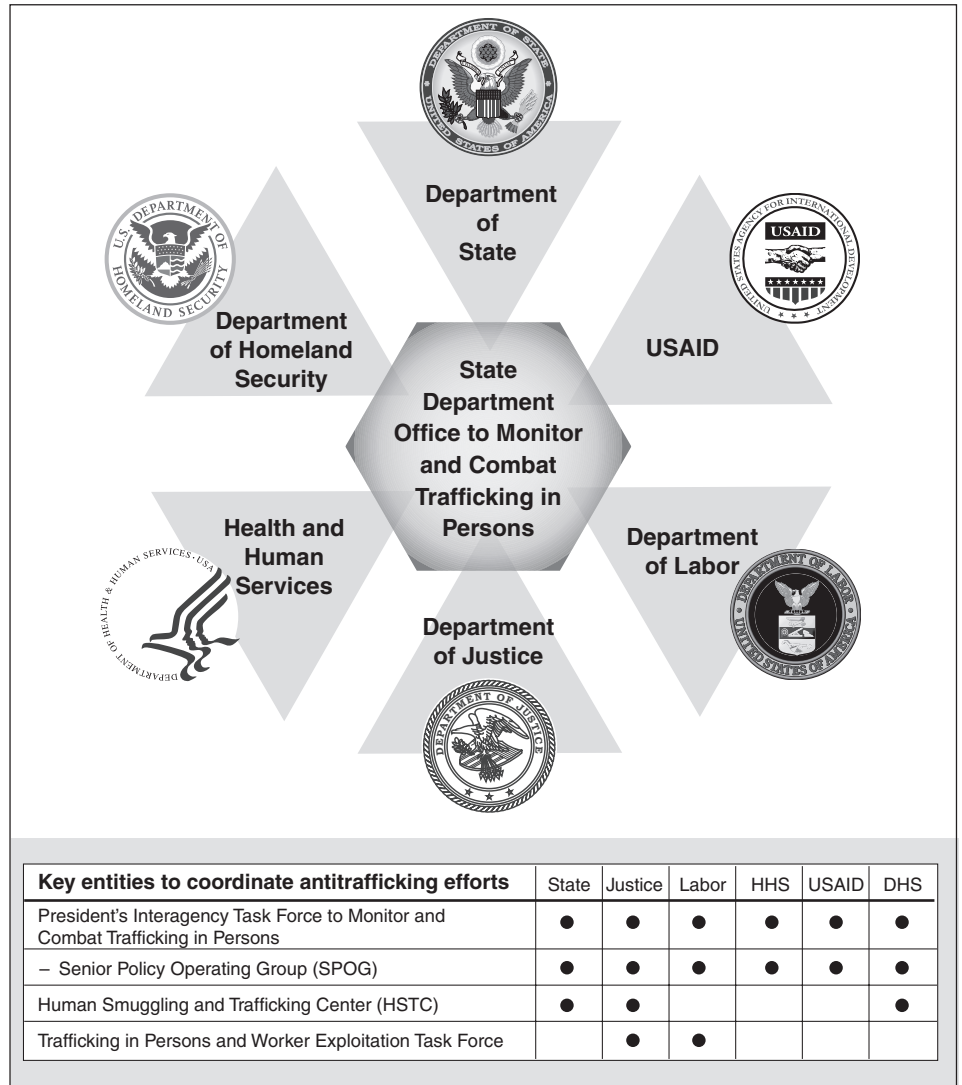 DEPARTMENT OF STATE
UNITED STATES OF AMERICA
Department
of
State
U.S. DEPARTMENT OF
HOMELAND SECURITY
Department
of Homeland
Security
UNITED STATES AGENCY FOR INTERNATIONAL DEVELOPMENT
USAID
USAID
State
Department
Office to Monitor
and Combat
Trafficking in
Persons
Health and
Human
Services
DEPARTMENT OF HEALTH & HUMAN SERVICES · USA
Department
of Labor
DEPARTMENT OF LABOR
UNITED STATES OF AMERICA
Department
of Justice
DEPARTMENT OF JUSTICE
Key entities to coordinate antitrafficking efforts State Justice Labor HHS USAID DHS
President's Interagency Task Force to Monitor and
Combat Trafficking in Persons ● ● ● ● ● ●
– Senior Policy Operating Group (SPOG) ● ● ● ● ● ●
Human Smuggling and Trafficking Center (HSTC) ● ● ●
Trafficking in Persons and Worker Exploitation Task Force ● ●